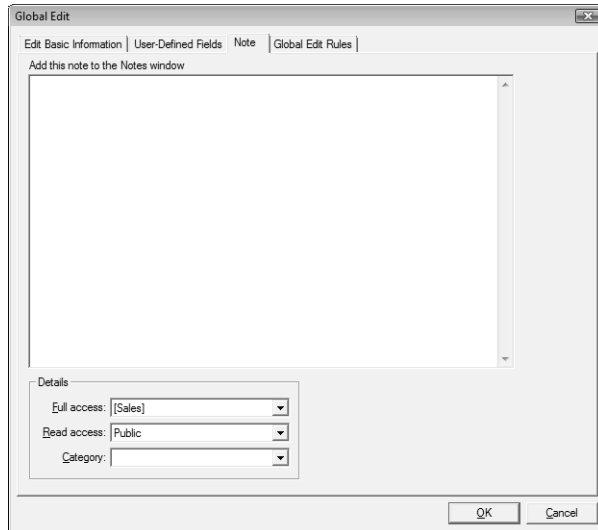 Global Edit
Edit Basic Information User-Defined Fields Note Global Edit Rules
Add this note to the Notes window
Details
Full access: [Sales]
Read access: Public
Category:
OK Cancel